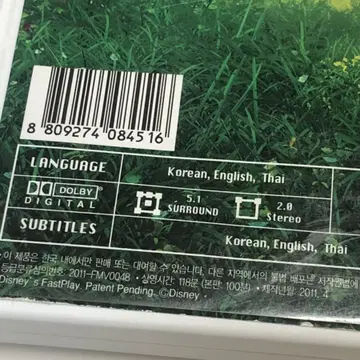 8 809274 084516
LANGUAGE
Korean, English, Thai
DOLBY
DIGITAL
5.1
SURROUND
2.0
Stereo
SUBTITLES
Korean, English, Thai
이 제품은 한국 내에서만 판매 또는 대여할 수 있습니다. 다른 지역에서의 불법 배포는 저작권법에
등급분류심의번호: 2011-FMV0048 • 상영시간: 118분 (본편: 100분) • 제작년월: 2011. 4
Disney's FastPlay. Patent Pending. ©Disney